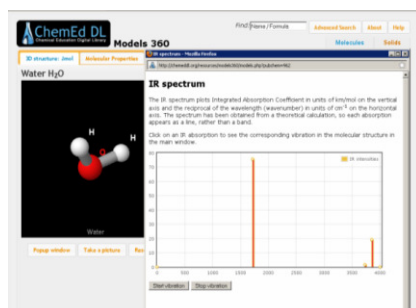 ChemEd DL
Chemical Education Digital Library
Models 360
Find Name / Formula
Advanced Search About Help
Molecules Solids
3D structure: Jmol Molecular Properties
Water H₂O
H
H
O
Water
Popup window Take a picture
IR spectrum - Mozilla Firefox
IR spectrum
The IR spectrum plots Integrated Absorption Coefficient in units of km/mol on the vertical
axis and the reciprocal of the wavelength (wavenumber) in units of cm⁻¹ on the horizontal
axis. The spectrum has been obtained from a theoretical calculation, so each absorption
appears as a line, rather than a band.
Click on an IR absorption to see the corresponding vibration in the molecular structure in
the main window.
IR intensities
80
70
60
50
40
30
20
10
0
0 500 1000 1500 2000 2500 3000 3500 4000
Start vibration Stop vibration